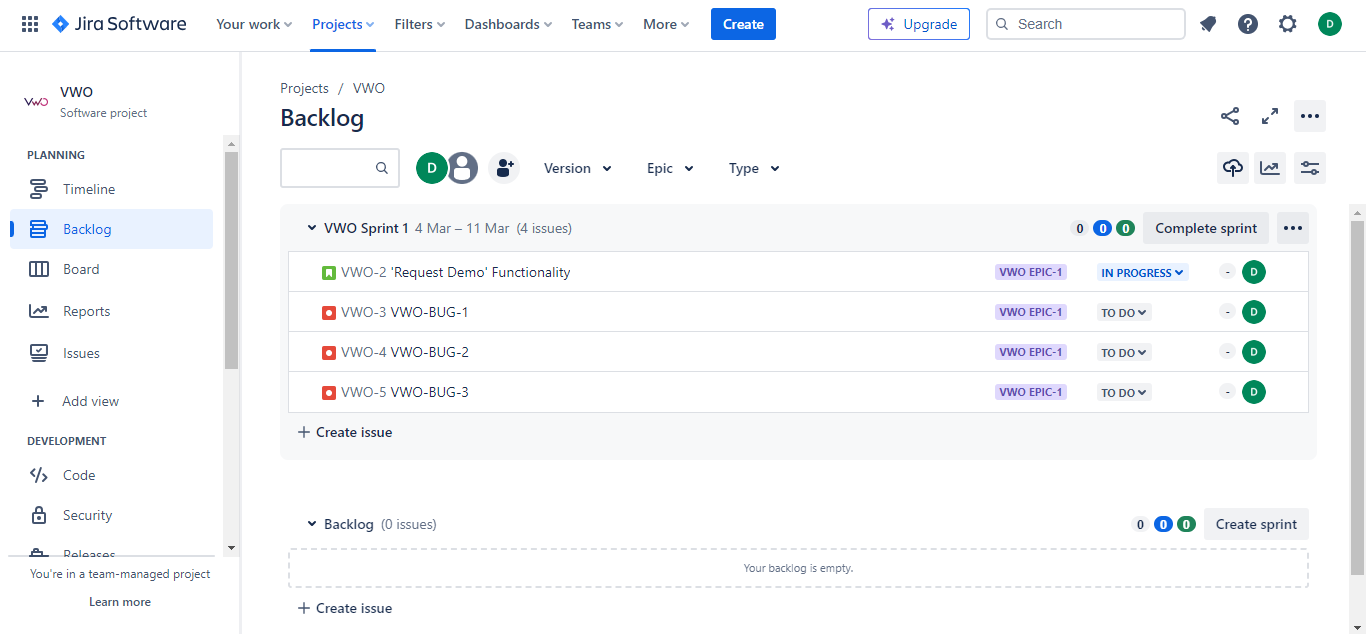 Jira Software Your work Projects Filters Dashboards Teams More Create Upgrade Search D
VWO VWO
Software project
PLANNING
Timeline
Backlog
Board
Reports
Issues
Add view
DEVELOPMENT
Code
Security
Releases
You're in a team-managed project
Learn more
Projects / VWO
Backlog
D Version Epic Type
VWO Sprint 1 4 Mar – 11 Mar (4 issues) 0 0 0 Complete sprint
VWO-2 'Request Demo' Functionality VWO EPIC-1 IN PROGRESS - D
VWO-3 VWO-BUG-1 VWO EPIC-1 TO DO - D
VWO-4 VWO-BUG-2 VWO EPIC-1 TO DO - D
VWO-5 VWO-BUG-3 VWO EPIC-1 TO DO - D
Create issue
Backlog (0 issues) 0 0 0 Create sprint
Your backlog is empty.
Create issue